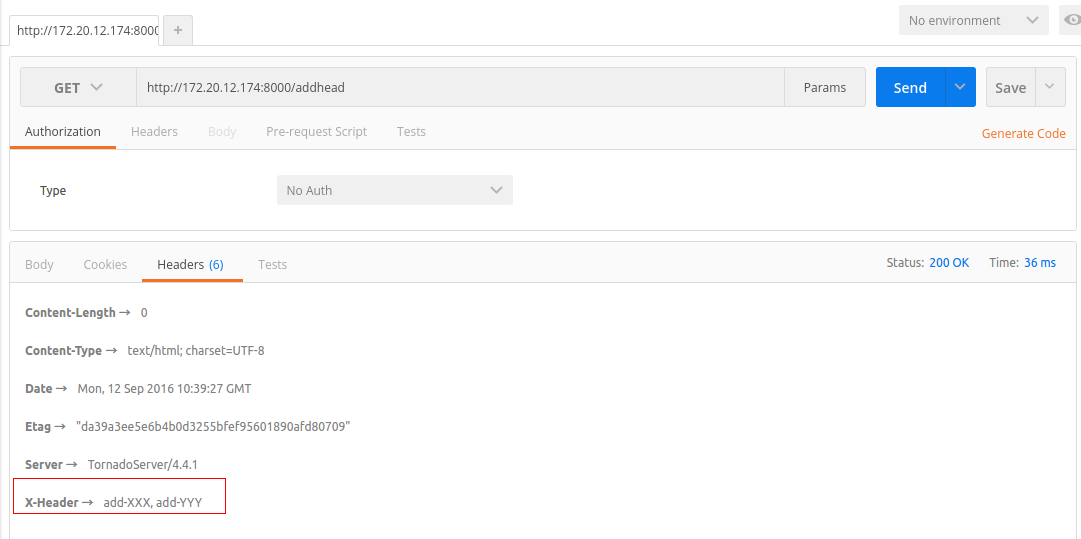 http://172.20.12.174:8000 +
No environment
GET http://172.20.12.174:8000/addhead Params Send Save
Authorization Headers Body Pre-request Script Tests Generate Code
Type No Auth
Body Cookies Headers (6) Tests Status: 200 OK Time: 36 ms
Content-Length → 0
Content-Type → text/html; charset=UTF-8
Date → Mon, 12 Sep 2016 10:39:27 GMT
Etag → "da39a3ee5e6b4b0d3255bfef95601890afd80709"
Server → TornadoServer/4.4.1
X-Header → add-XXX, add-YYY